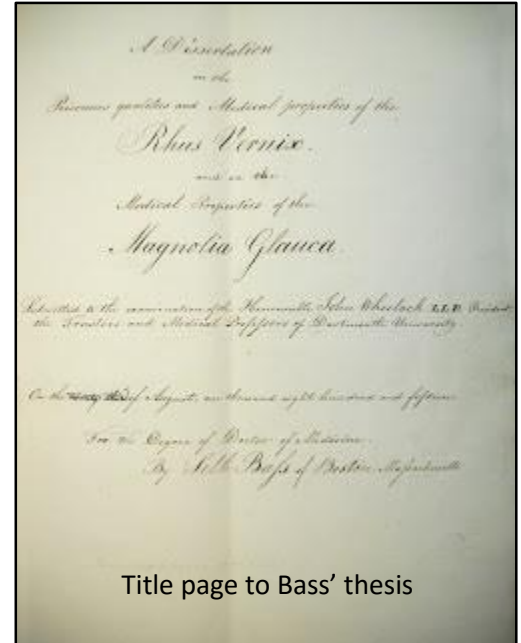 A Dissertation
on the
Poisonous qualities and Medical properties of the
Rhus Vernix.
and on the
Medical Properties of the
Magnolia Glauca.
Submitted to the examination of the Honourable John Wheelock L.L.D. President
the Trustees and Medical Professors of Dartmouth University.
On the of August, one thousand eight hundred and fifteen
For the Degree of Doctor of Medicine.
By Seth Bass of Boston Massachusetts
Title page to Bass' thesis